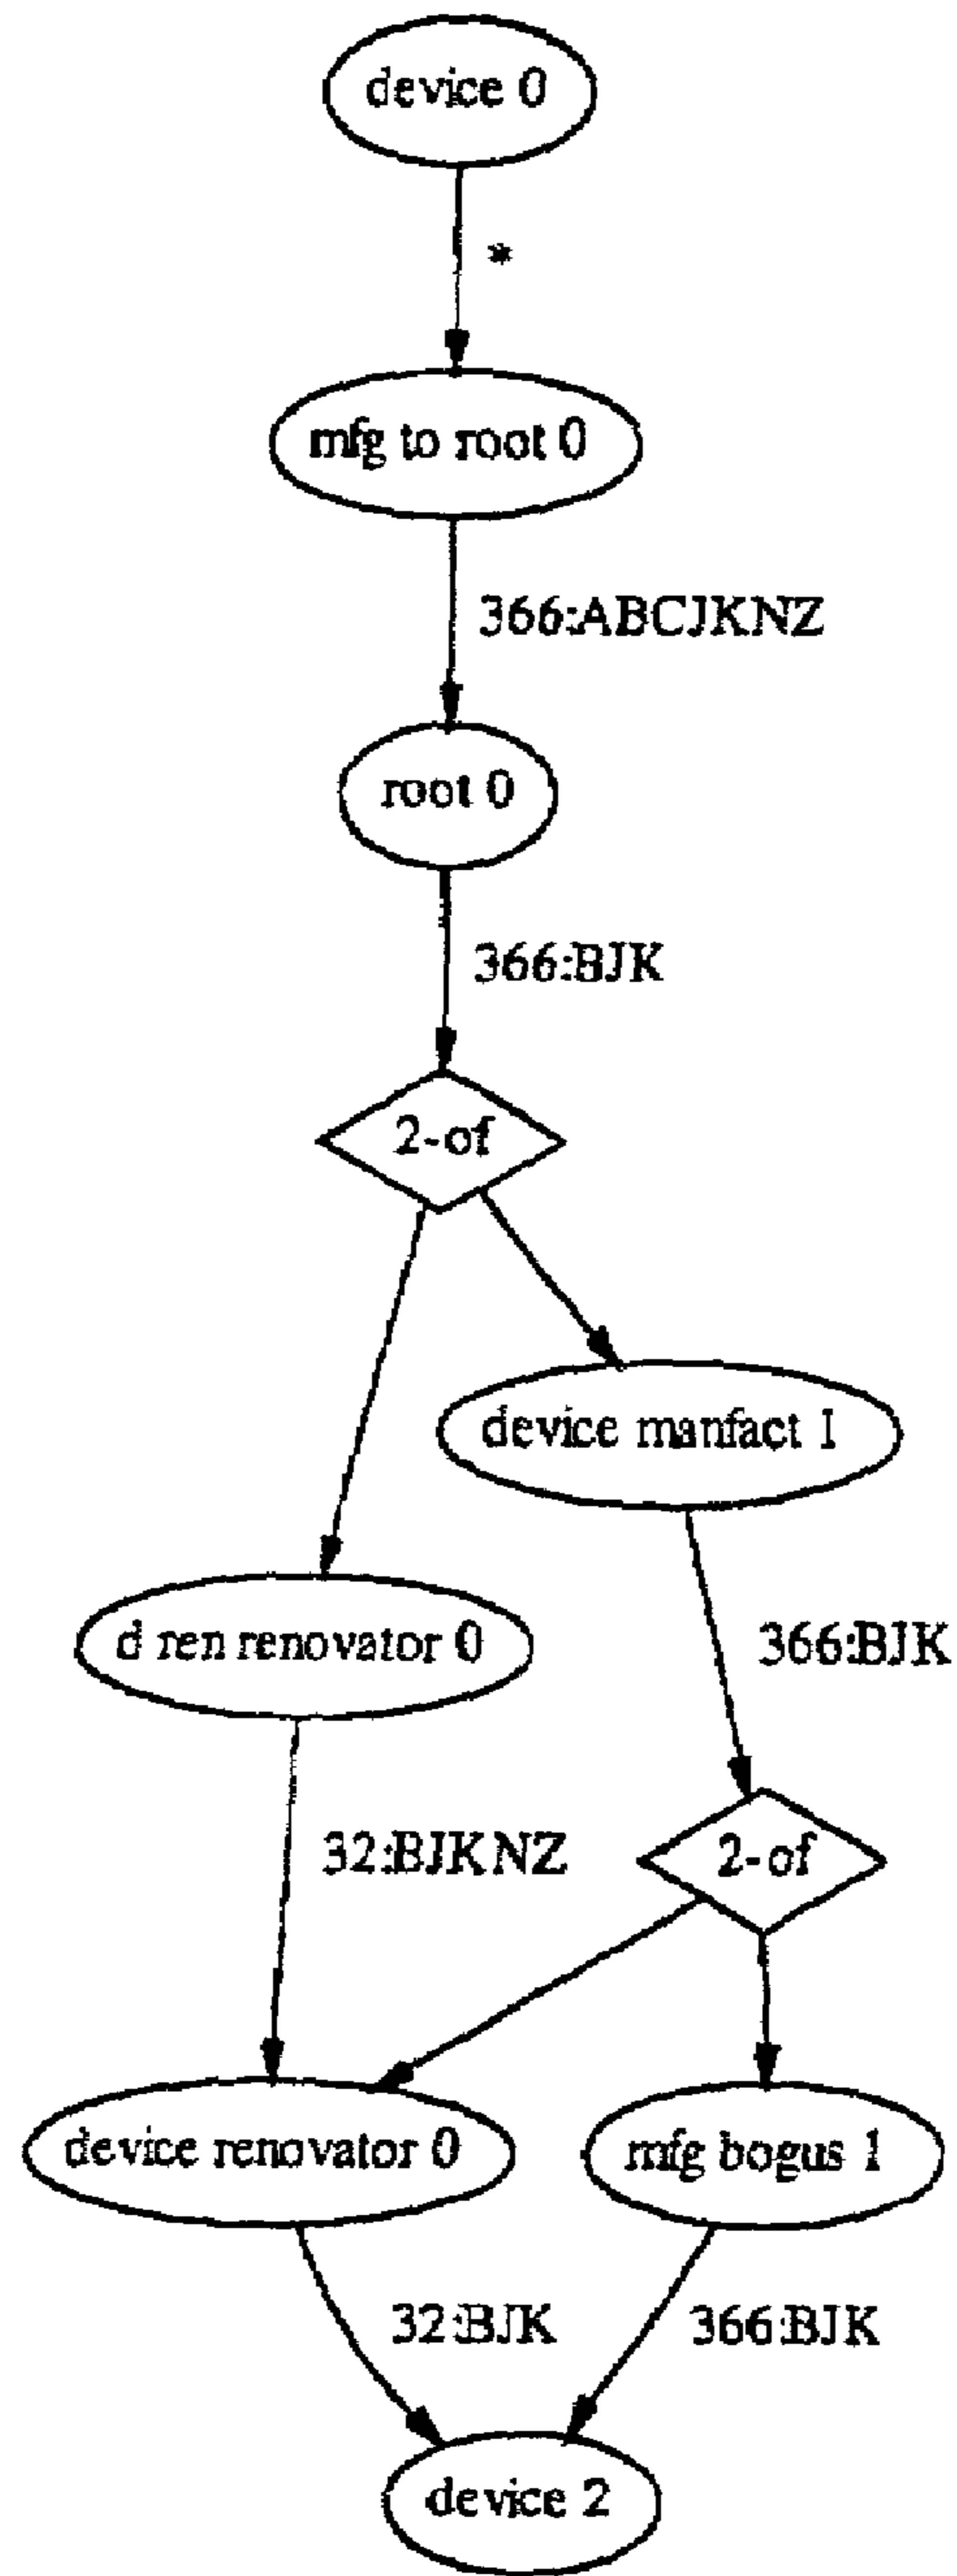 device 0
*
mfg to root 0
366:ABCJKNZ
root 0
366:BJK
2-of
device manfact 1
d ren renovator 0
366:BJK
32:BJKNZ
2-of
device renovator 0
mfg bogus 1
32:BJK
366:BJK
device 2